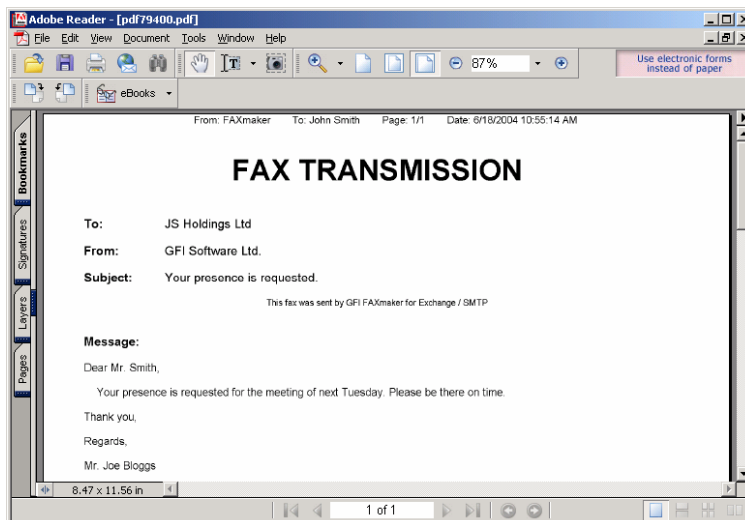 Adobe Reader - [pdf79400.pdf]
File Edit View Document Tools Window Help
87%
Use electronic forms
instead of paper
eBooks
Bookmarks
Signatures
Layers
Pages
From: FAXmaker To: John Smith Page: 1/1 Date: 6/18/2004 10:55:14 AM
FAX TRANSMISSION
To: JS Holdings Ltd
From: GFI Software Ltd.
Subject: Your presence is requested.
This fax was sent by GFI FAXmaker for Exchange / SMTP
Message:
Dear Mr. Smith,
Your presence is requested for the meeting of next Tuesday. Please be there on time.
Thank you,
Regards,
Mr. Joe Bloggs
8.47 x 11.56 in
1 of 1